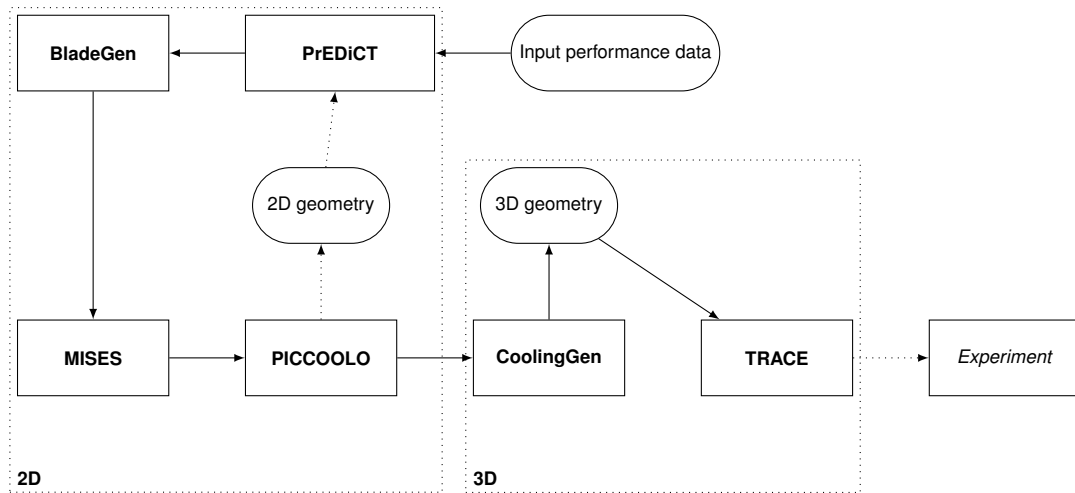 BladeGen
PrEDiCT
Input performance data
2D geometry
3D geometry
MISES
PICCOOLO
CoolingGen
TRACE
Experiment
2D
3D